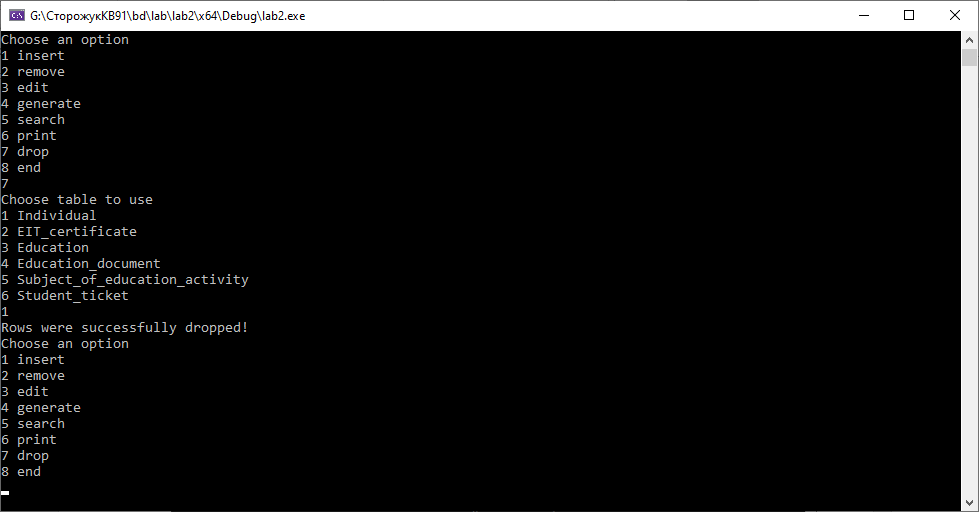 G:\СторожукКВ91\bd\lab\lab2\x64\Debug\lab2.exe
Choose an option
1 insert
2 remove
3 edit
4 generate
5 search
6 print
7 drop
8 end
7
Choose table to use
1 Individual
2 EIT_certificate
3 Education
4 Education_document
5 Subject_of_education_activity
6 Student_ticket
1
Rows were successfully dropped!
Choose an option
1 insert
2 remove
3 edit
4 generate
5 search
6 print
7 drop
8 end